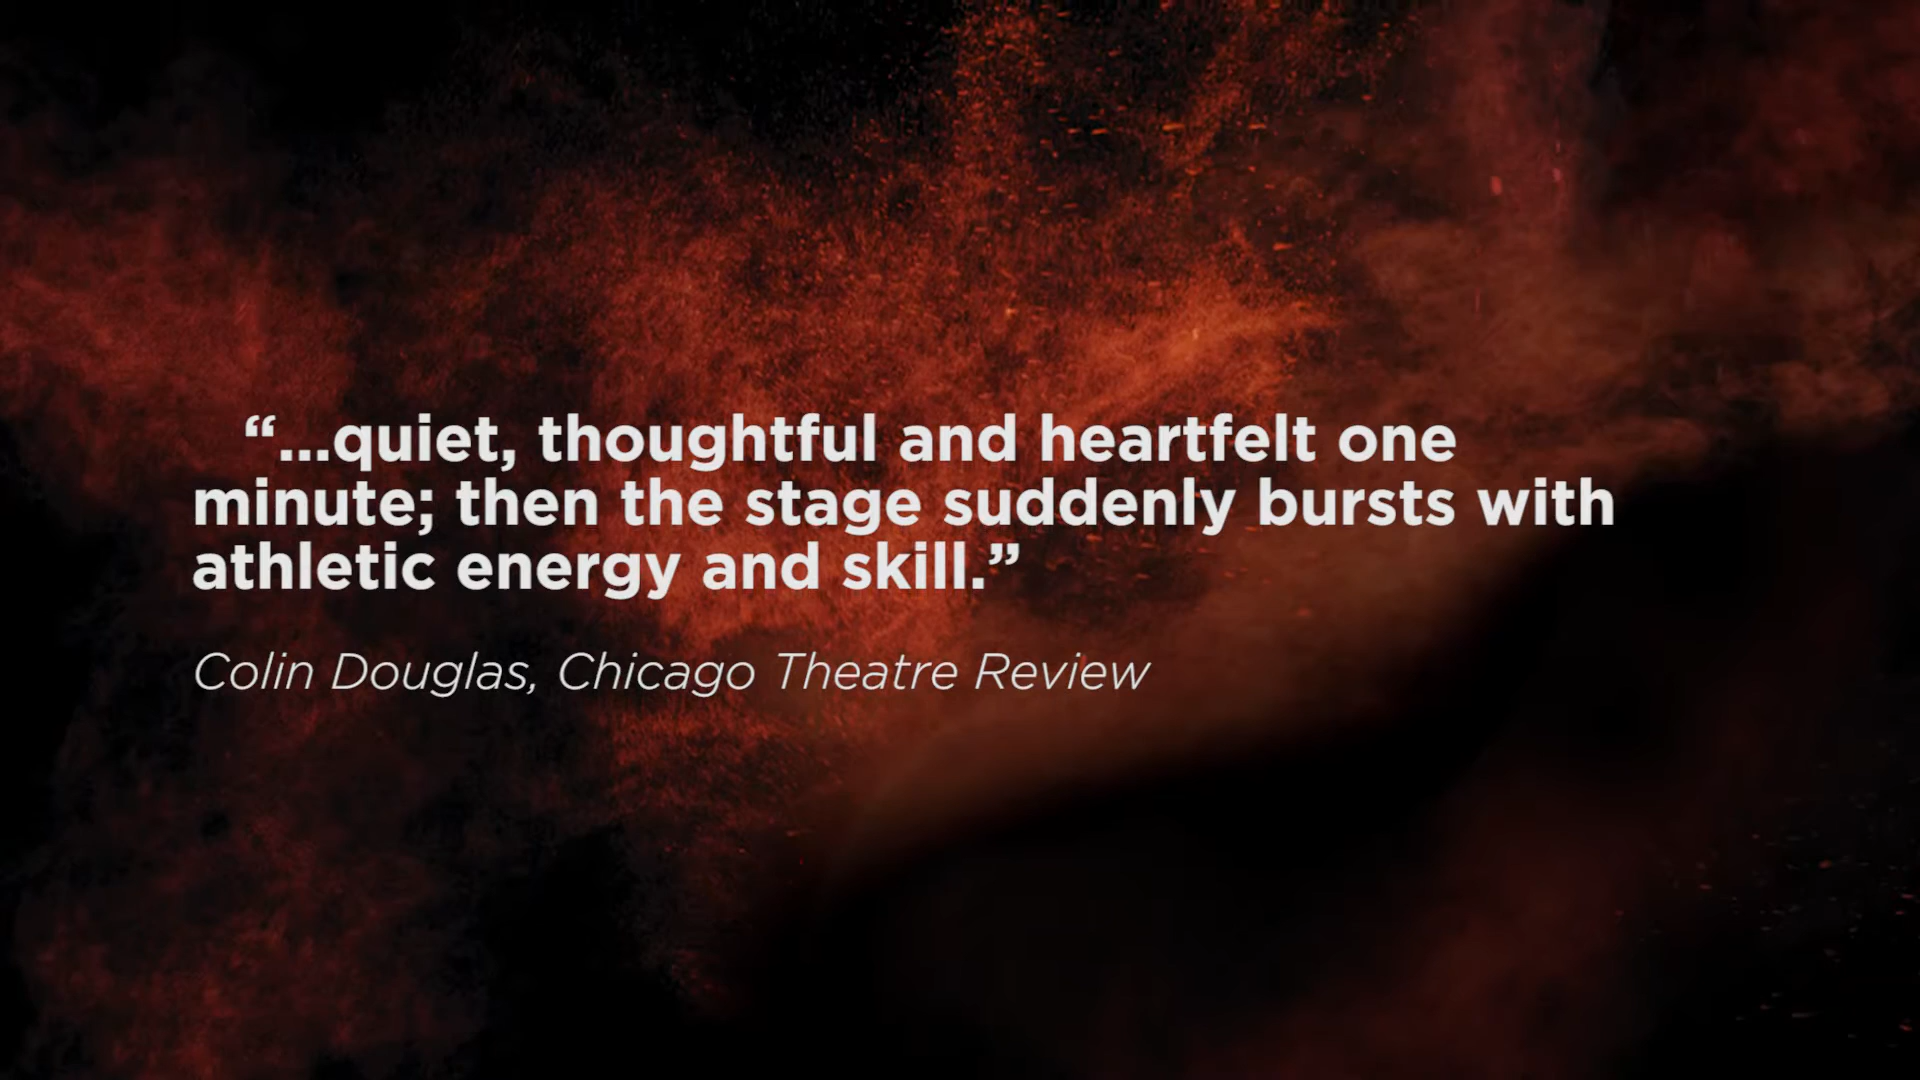 “...quiet, thoughtful and heartfelt one
minute; then the stage suddenly bursts with
athletic energy and skill.”
Colin Douglas, Chicago Theatre Review